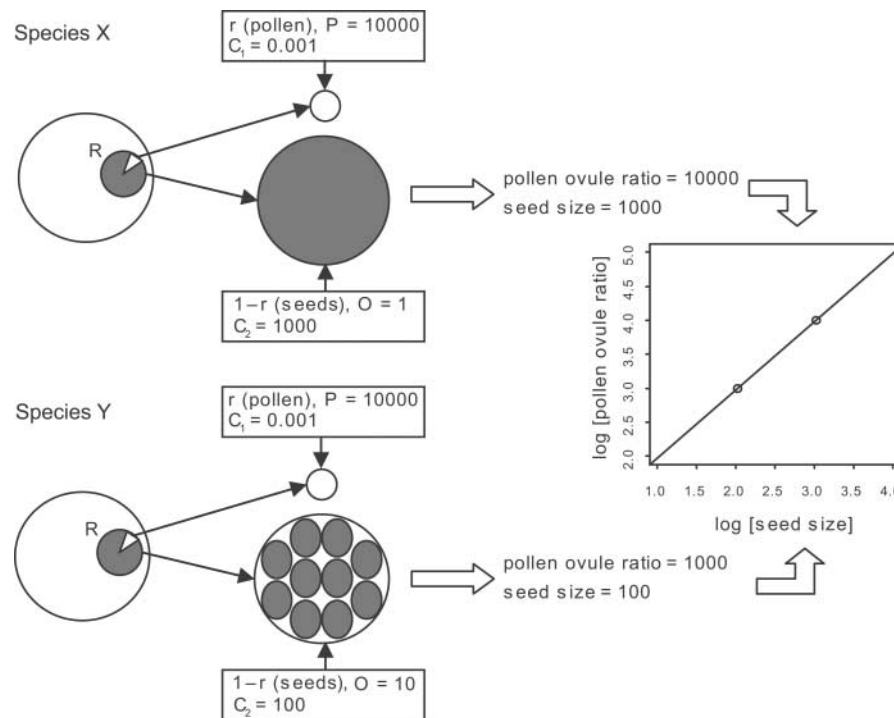 Species X
r (pollen), P = 10000
C₁ = 0.001
R
pollen ovule ratio = 10000
seed size = 1000
1–r (seeds), O = 1
C₂ = 1000
Species Y
r (pollen), P = 10000
C₁ = 0.001
R
pollen ovule ratio = 1000
seed size = 100
1–r (seeds), O = 10
C₂ = 100
log [pollen ovule ratio]
5.0
4.5
4.0
3.5
3.0
2.5
2.0
1.0 1.5 2.0 2.5 3.0 3.5 4.0
log [seed size]